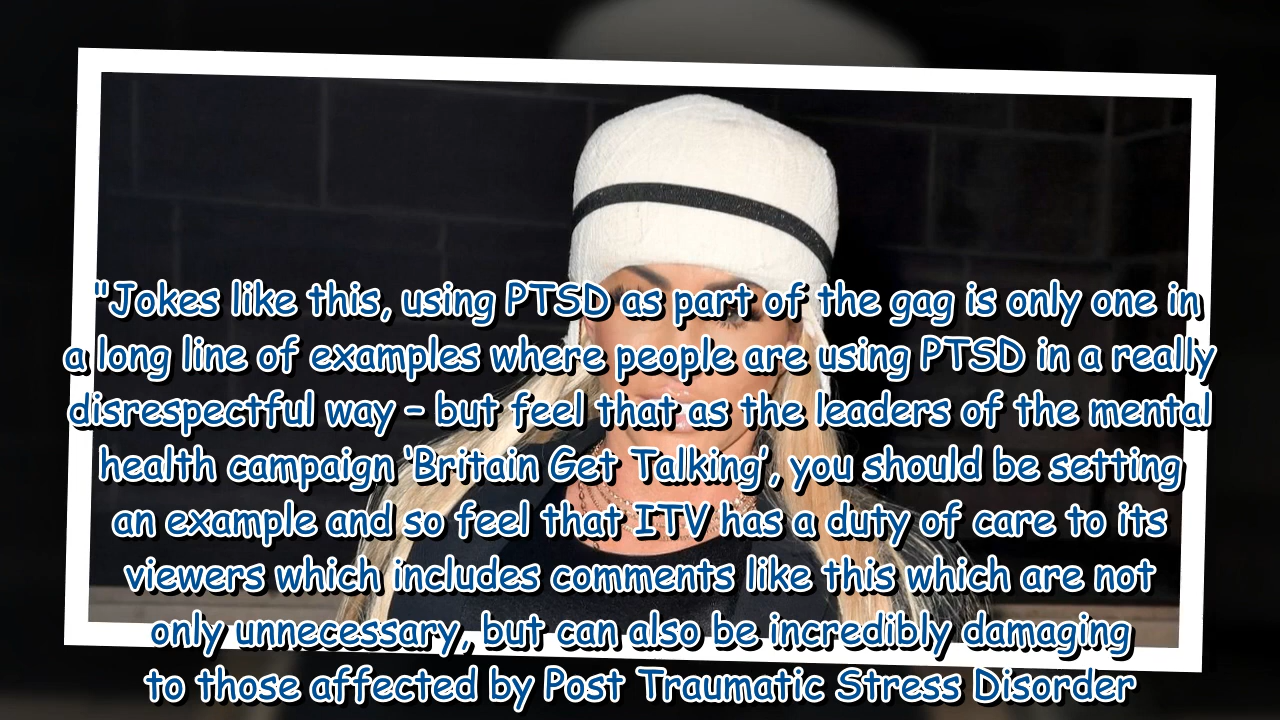 "Jokes like this, using PTSD as part of the gag is only one in
a long line of examples where people are using PTSD in a really
disrespectful way – but feel that as the leaders of the mental
health campaign ‘Britain Get Talking’, you should be setting
an example and so feel that ITV has a duty of care to its
viewers which includes comments like this which are not
only unnecessary, but can also be incredibly damaging
to those affected by Post Traumatic Stress Disorder